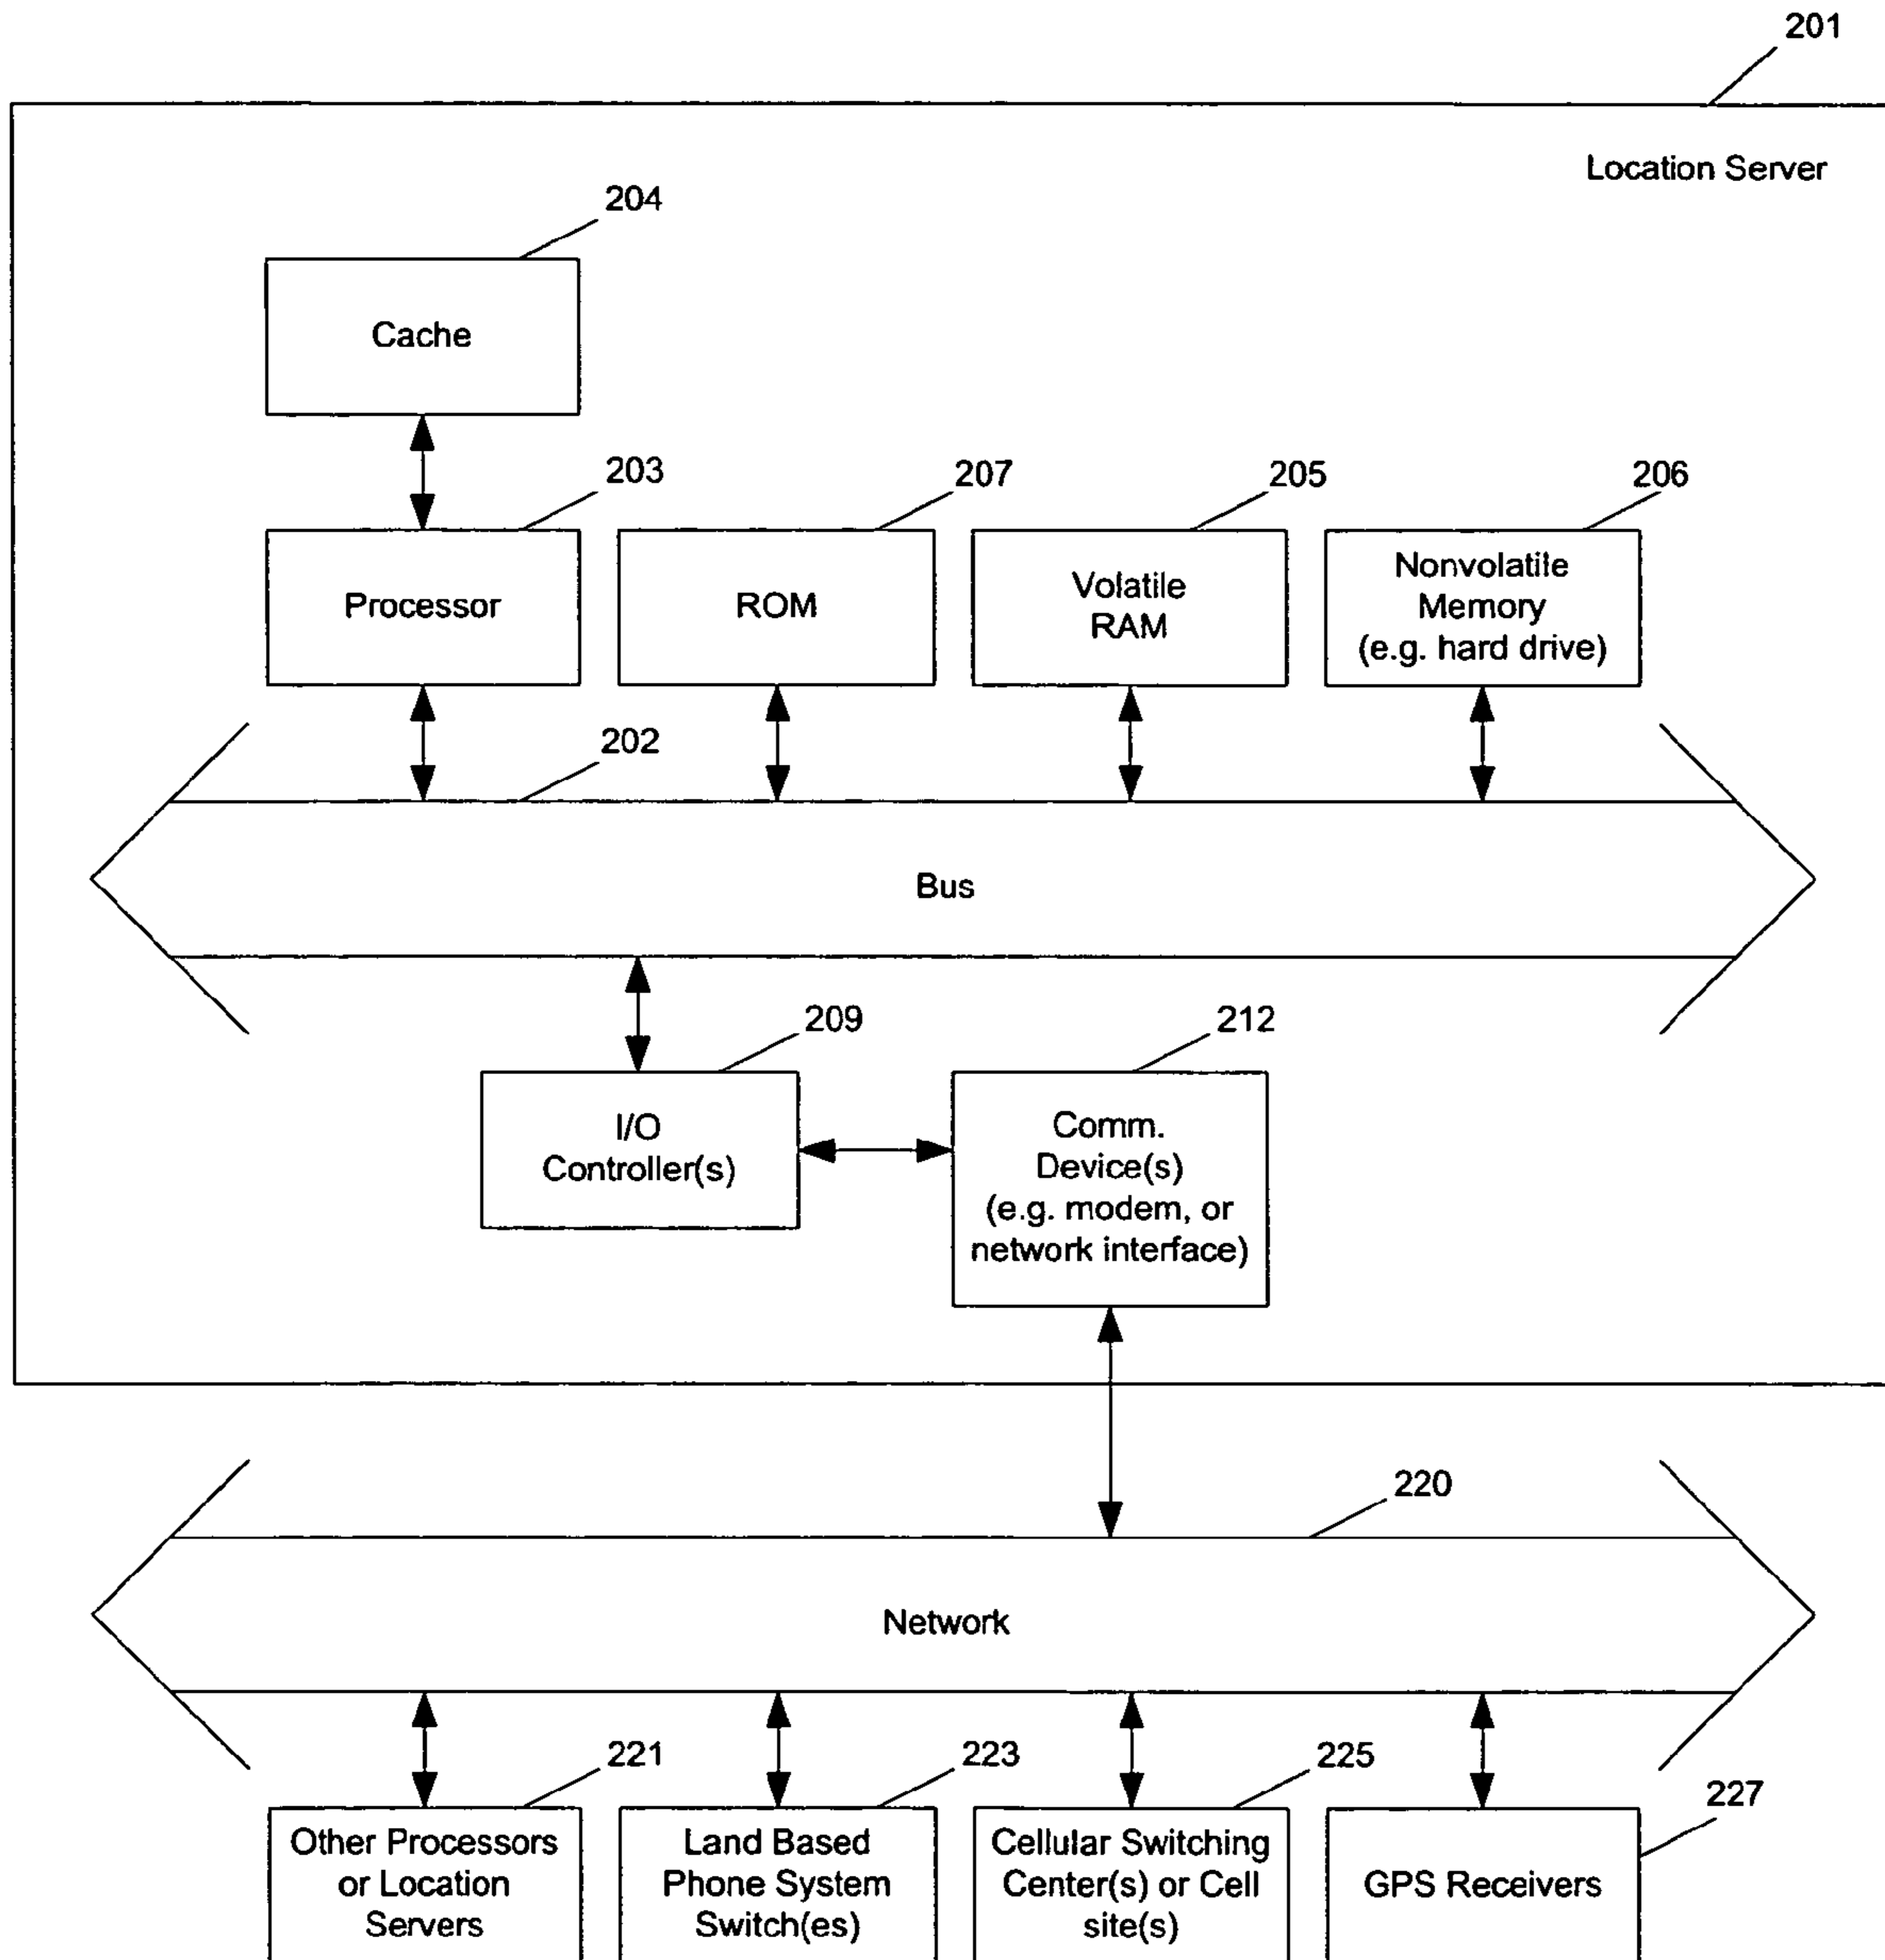 201
Location Server
204
Cache
203
207
205
206
Processor
ROM
Volatile
RAM
Nonvolatile
Memory
(e.g. hard drive)
202
Bus
209
212
I/O
Controller(s)
Comm.
Device(s)
(e.g. modem, or
network interface)
220
Network
221
223
225
227
Other Processors
or Location
Servers
Land Based
Phone System
Switch(es)
Cellular Switching
Center(s) or Cell
site(s)
GPS Receivers